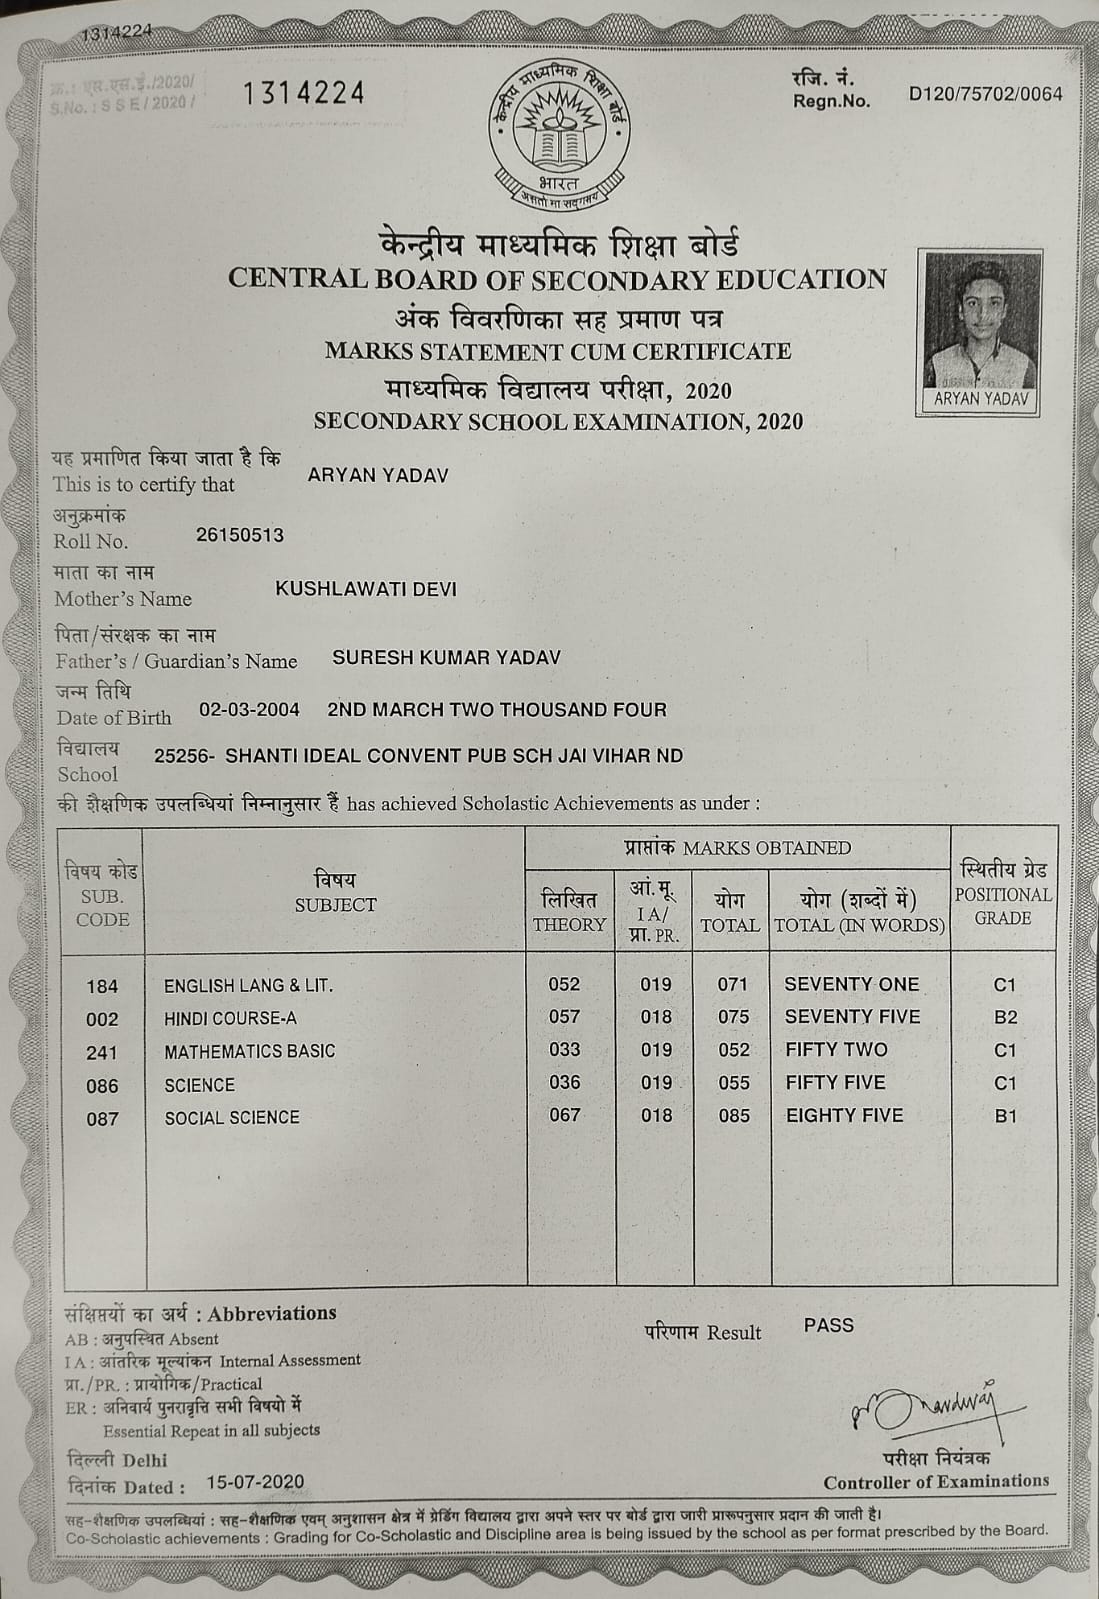 1314224
क्र.: एस.एस.ई./2020/
S.No. : SSE / 2020 /
1314224
रजि. नं.
Regn.No.
D120/75702/0064
केन्द्रीय माध्यमिक शिक्षा बोर्ड
भारत
असतो मा सद्गमय
केन्द्रीय माध्यमिक शिक्षा बोर्ड
CENTRAL BOARD OF SECONDARY EDUCATION
अंक विवरणिका सह प्रमाण पत्र
MARKS STATEMENT CUM CERTIFICATE
माध्यमिक विद्यालय परीक्षा, 2020
SECONDARY SCHOOL EXAMINATION, 2020
ARYAN YADAV
यह प्रमाणित किया जाता है कि
This is to certify that ARYAN YADAV
अनुक्रमांक
Roll No. 26150513
माता का नाम
Mother's Name KUSHLAWATI DEVI
पिता/संरक्षक का नाम
Father's / Guardian's Name SURESH KUMAR YADAV
जन्म तिथि
Date of Birth 02-03-2004 2ND MARCH TWO THOUSAND FOUR
विद्यालय
School 25256- SHANTI IDEAL CONVENT PUB SCH JAI VIHAR ND
की शैक्षणिक उपलब्धियां निम्नानुसार हैं has achieved Scholastic Achievements as under :
विषय कोड
SUB.
CODE
विषय
SUBJECT
प्राप्तांक MARKS OBTAINED
लिखित
THEORY
आं.मू.
I A/
प्रा. PR.
योग
TOTAL
योग (शब्दों में)
TOTAL (IN WORDS)
स्थितीय ग्रेड
POSITIONAL
GRADE
184 ENGLISH LANG & LIT. 052 019 071 SEVENTY ONE C1
002 HINDI COURSE-A 057 018 075 SEVENTY FIVE B2
241 MATHEMATICS BASIC 033 019 052 FIFTY TWO C1
086 SCIENCE 036 019 055 FIFTY FIVE C1
087 SOCIAL SCIENCE 067 018 085 EIGHTY FIVE B1
संक्षिप्तयों का अर्थ : Abbreviations
AB : अनुपस्थित Absent
I A : आंतरिक मूल्यांकन Internal Assessment
प्रा./PR. : प्रायोगिक/Practical
ER : अनिवार्य पुनरावृत्ति सभी विषयो में
Essential Repeat in all subjects
परिणाम Result PASS
दिल्ली Delhi
दिनांक Dated : 15-07-2020
परीक्षा नियंत्रक
Controller of Examinations
सह-शैक्षणिक उपलब्धियां : सह-शैक्षणिक एवम् अनुशासन क्षेत्र में ग्रेडिंग विद्यालय द्वारा अपने स्तर पर बोर्ड द्वारा जारी प्रारूपनुसार प्रदान की जाती है।
Co-Scholastic achievements : Grading for Co-Scholastic and Discipline area is being issued by the school as per format prescribed by the Board.